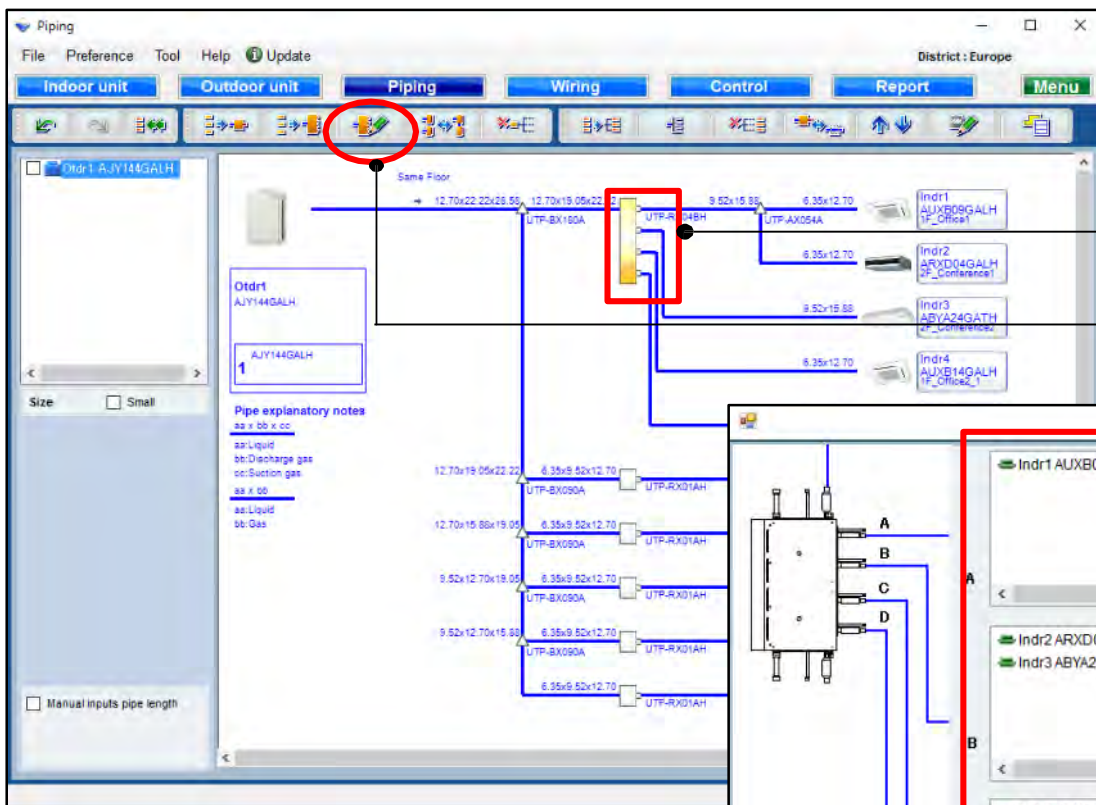 Piping
File Preference Tool Help Update
District : Europe
Indoor unit Outdoor unit Piping Wiring Control Report Menu
Otdr1 AJY144GALH
Size Small
Manual inputs pipe length
Same Floor
12.70x22.22x28.58 12.70x19.05x22.22
UTP-BX180A
UTP-RX04BH
9.52x15.88 6.35x12.70
UTP-AX054A
Indr1
AUXB09GALH
1F_Office1
6.35x12.70
Indr2
ARXD04GALH
2F_Conference1
9.52x15.88
Indr3
ABYA24GATH
2F_Conference2
6.35x12.70
Indr4
AUXB14GALH
1F_Office2_1
Otdr1
AJY144GALH
AJY144GALH
1
Pipe explanatory notes
aa x bb x cc
aa:Liquid
bb:Discharge gas
cc:Suction gas
aa x bb
aa:Liquid
bb:Gas
12.70x19.05x22.22 6.35x9.52x12.70
UTP-BX090A UTP-RX01AH
12.70x15.88x19.05 6.35x9.52x12.70
UTP-BX090A UTP-RX01AH
9.52x12.70x19.05 6.35x9.52x12.70
UTP-BX090A UTP-RX01AH
9.52x12.70x15.88 6.35x9.52x12.70
UTP-BX090A UTP-RX01AH
6.35x9.52x12.70
UTP-RX01AH
A
B
C
D
A
Indr1 AUXB0
B
Indr2 ARXD0
Indr3 ABYA2